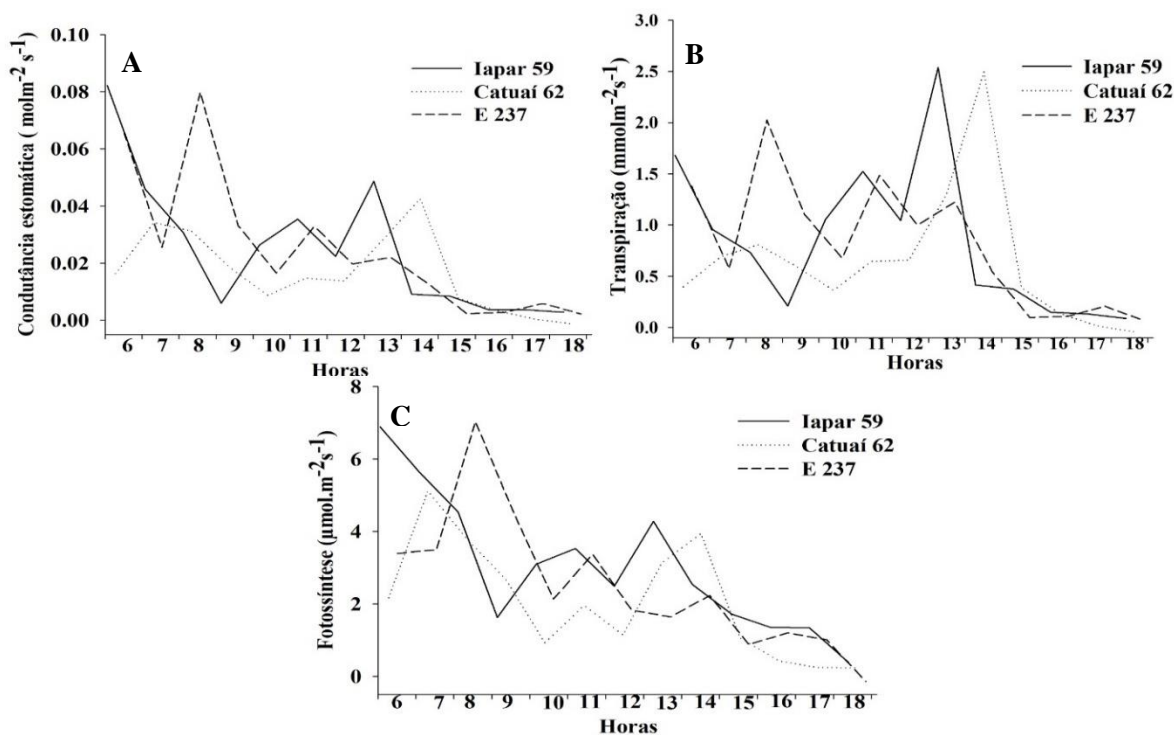 A
Condutância estomática ( molm⁻² s⁻¹)
0.10
0.08
0.06
0.04
0.02
0.00
Iapar 59
Catuaí 62
E 237
6 7 8 9 10 11 12 13 14 15 16 17 18
Horas
B
Transpiração (mmolm⁻²s⁻¹)
3.0
2.5
2.0
1.5
1.0
0.5
0.0
Iapar 59
Catuaí 62
E 237
6 7 8 9 10 11 12 13 14 15 16 17 18
Horas
C
Fotossíntese (µmol.m⁻²s⁻¹)
8
6
4
2
0
Iapar 59
Catuaí 62
E 237
6 7 8 9 10 11 12 13 14 15 16 17 18
Horas